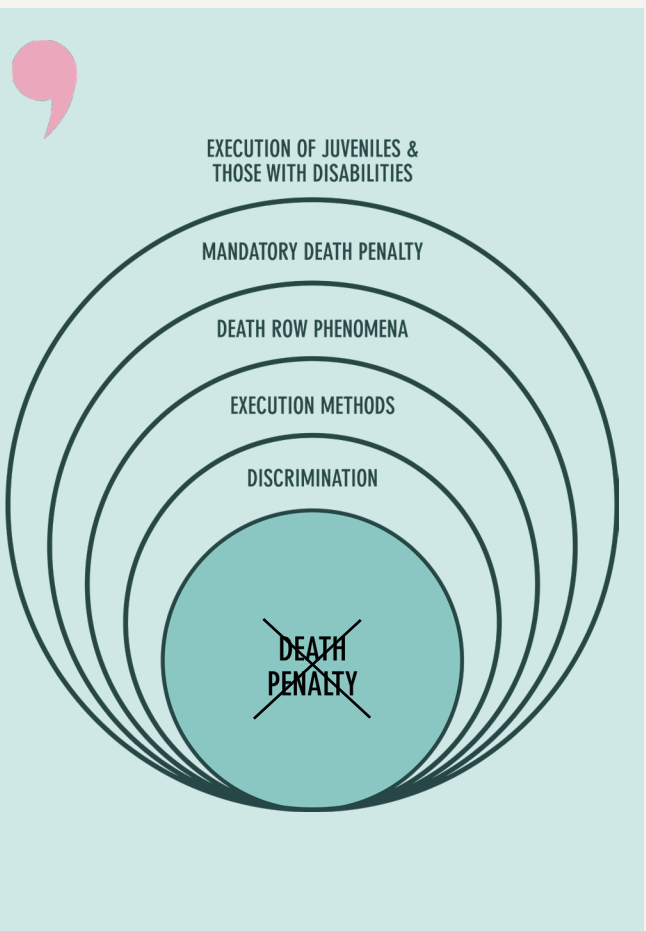 EXECUTION OF JUVENILES &
THOSE WITH DISABILITIES
MANDATORY DEATH PENALTY
DEATH ROW PHENOMENA
EXECUTION METHODS
DISCRIMINATION
DEATH
PENALTY